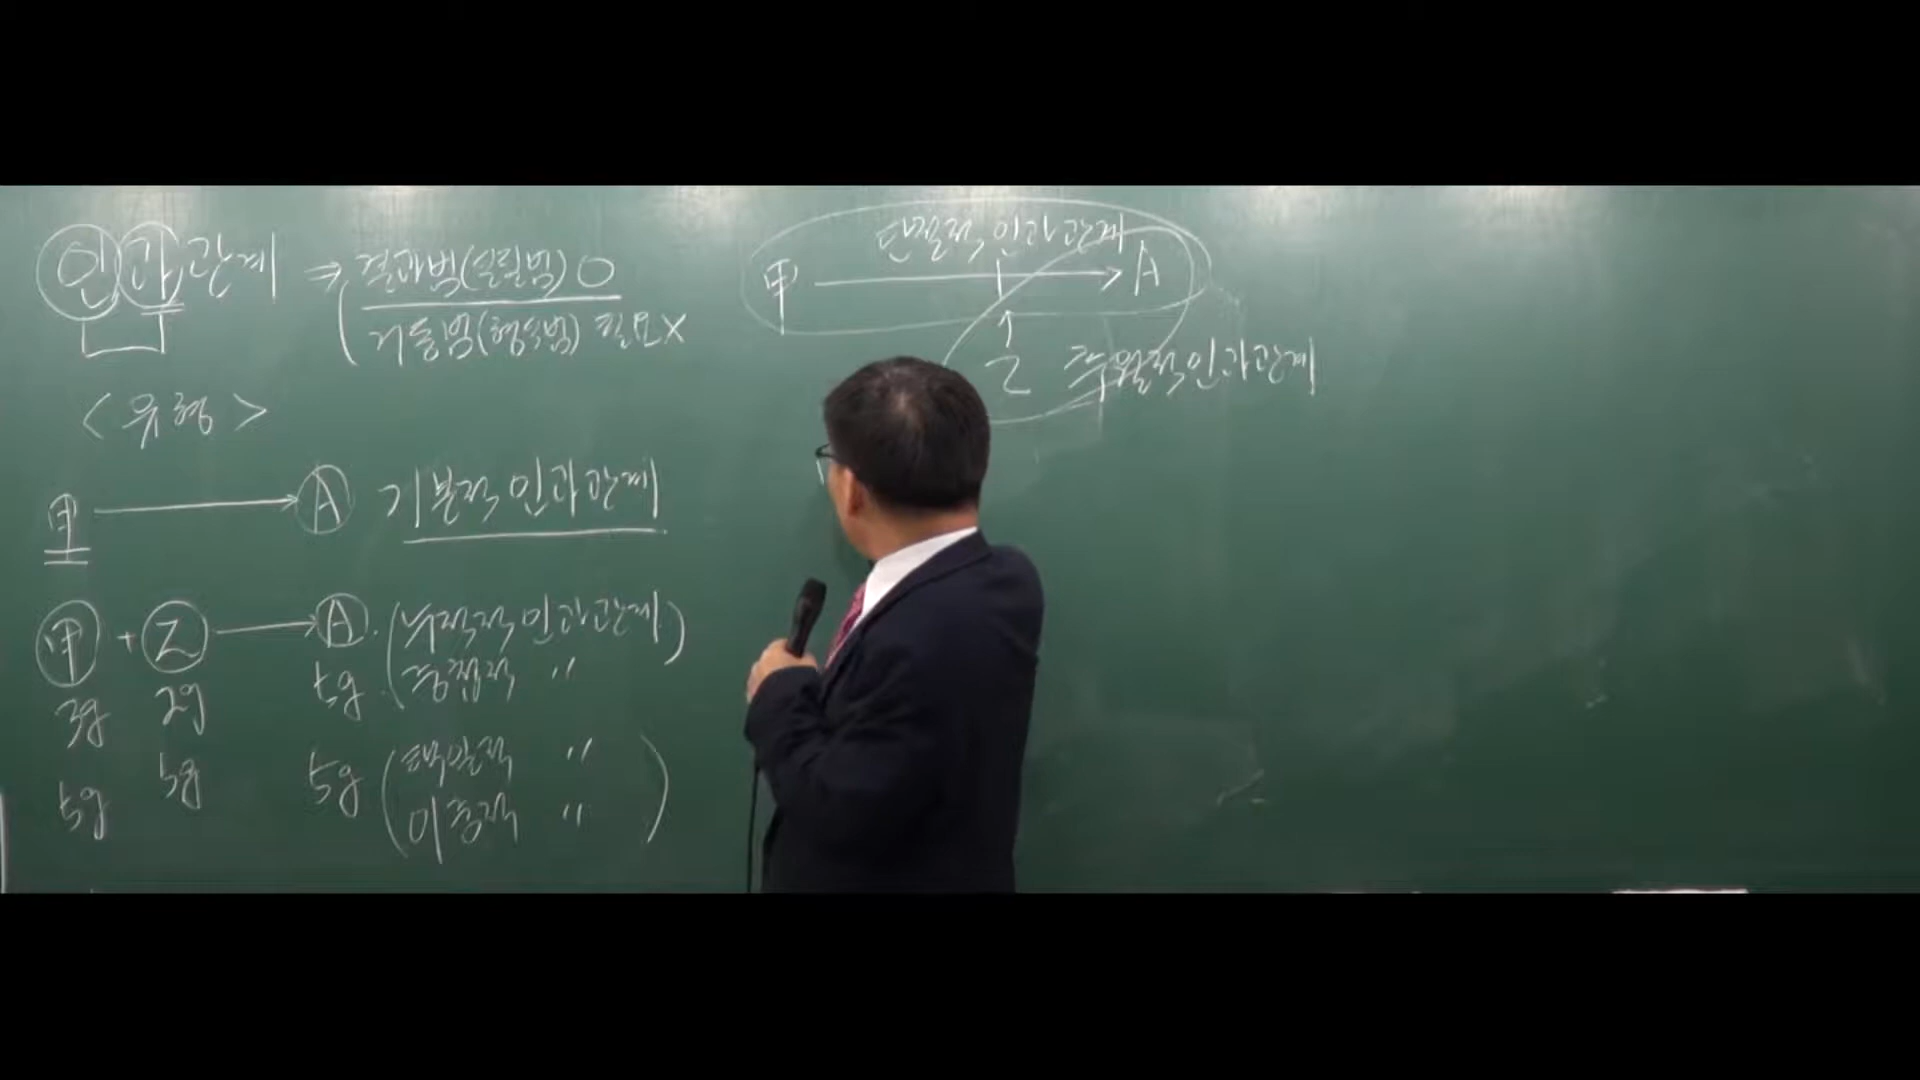 인과관계 ⇒ 결과범(실질범) O
거동범(형식범) 필요X
<유형>
甲 → A 기본적 인과관계
甲 + 乙 → A. (누적적 인과관계)
3g 2g 5g (중첩적 〃
5g 5g 5g (택일적 〃
이중적 〃 )
단절적 인과관계
甲 → A
↑
乙 추월적 인과관계